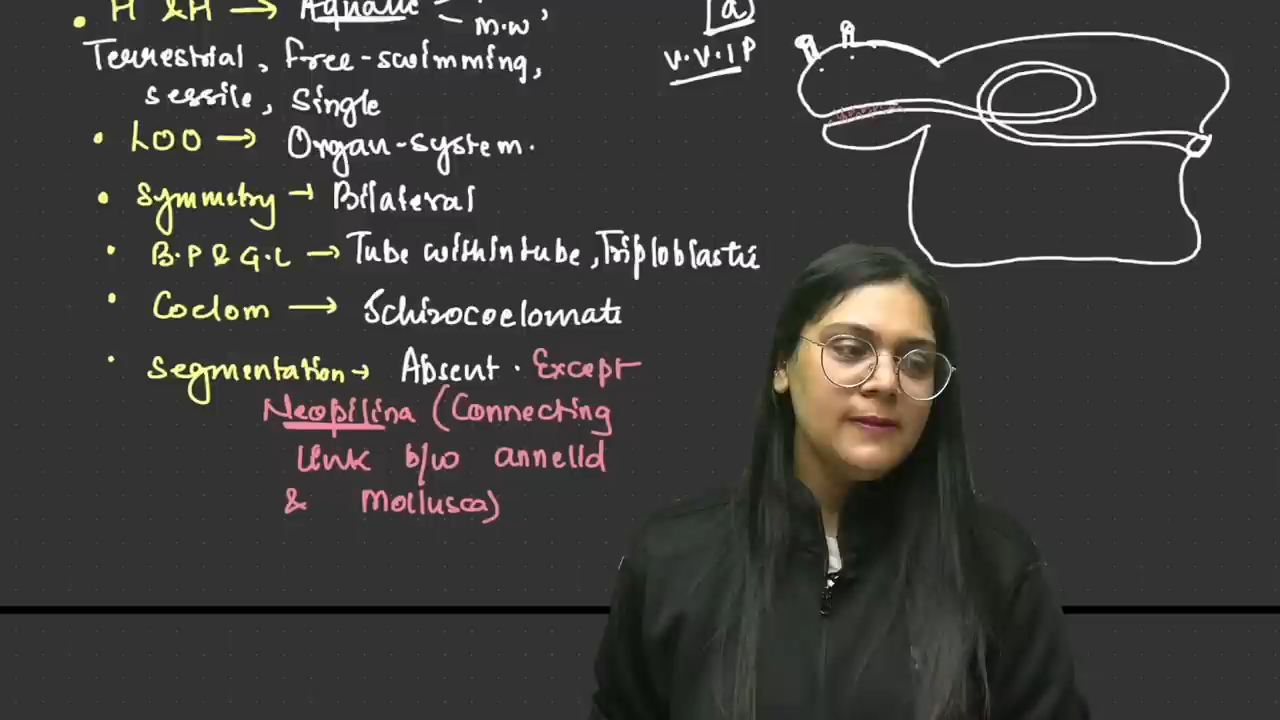 • H & H → Aquatic
m.w,
Terrestrial, free-swimming,
sessile, single
• LOO → Organ-system.
• Symmetry → Bilateral
• B.P & G.L → Tube within tube, Triploblastic
• Coelom → Schizocoelomate
• Segmentation → Absent. Except
Neopilina (Connecting
link b/w annelid
& Mollusca)
[a]
V.V.I P